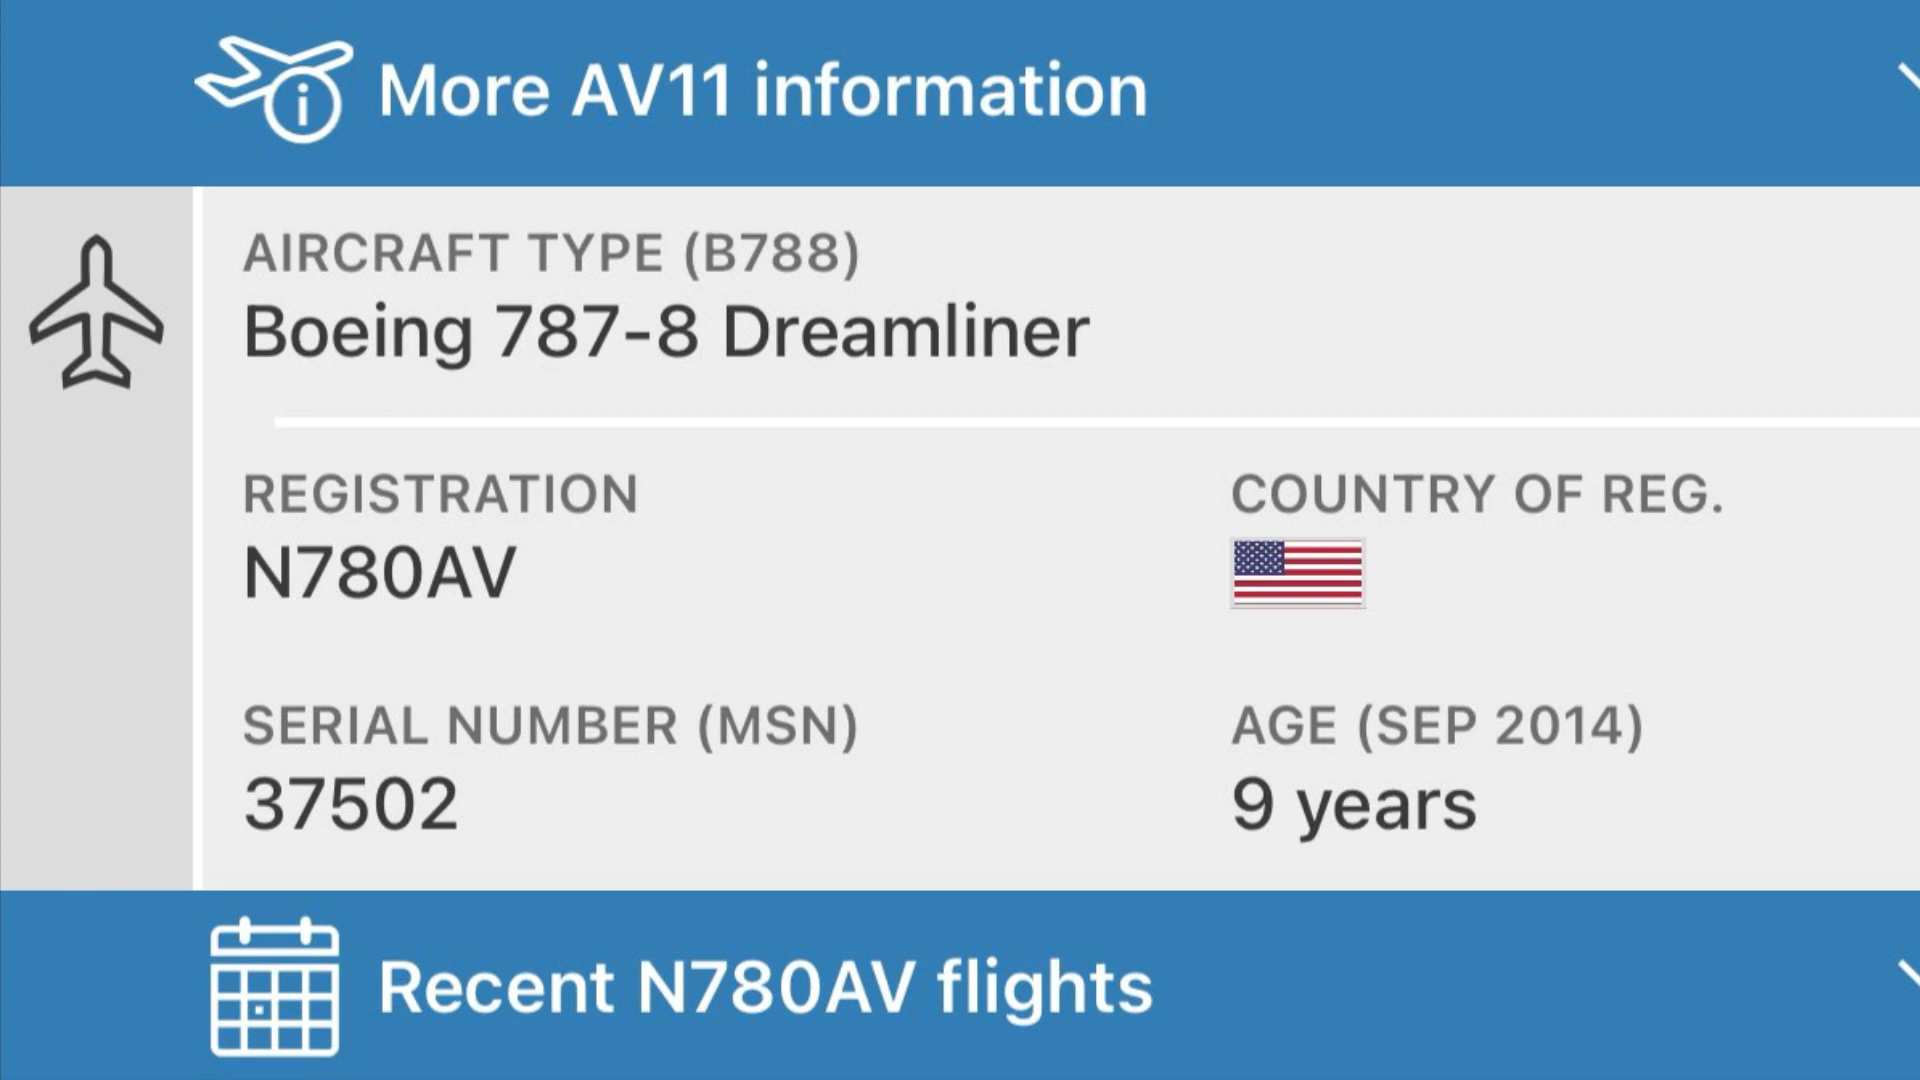 More AV11 information
AIRCRAFT TYPE (B788)
Boeing 787-8 Dreamliner
REGISTRATION
N780AV
COUNTRY OF REG.
SERIAL NUMBER (MSN)
37502
AGE (SEP 2014)
9 years
Recent N780AV flights